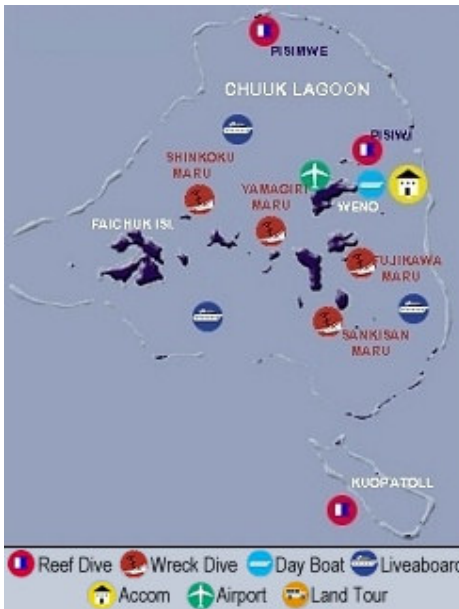 PISIMWE
CHUUK LAGOON
PISIWI
SHINKOKU
MARU
YAMAGIRI
MARU
WENO
FAICHUK ISL.
FUJIKAWA
MARU
SANKISAN
MARU
KUOPATOLL
Reef Dive Wreck Dive Day Boat Liveaboard
Accom Airport Land Tour